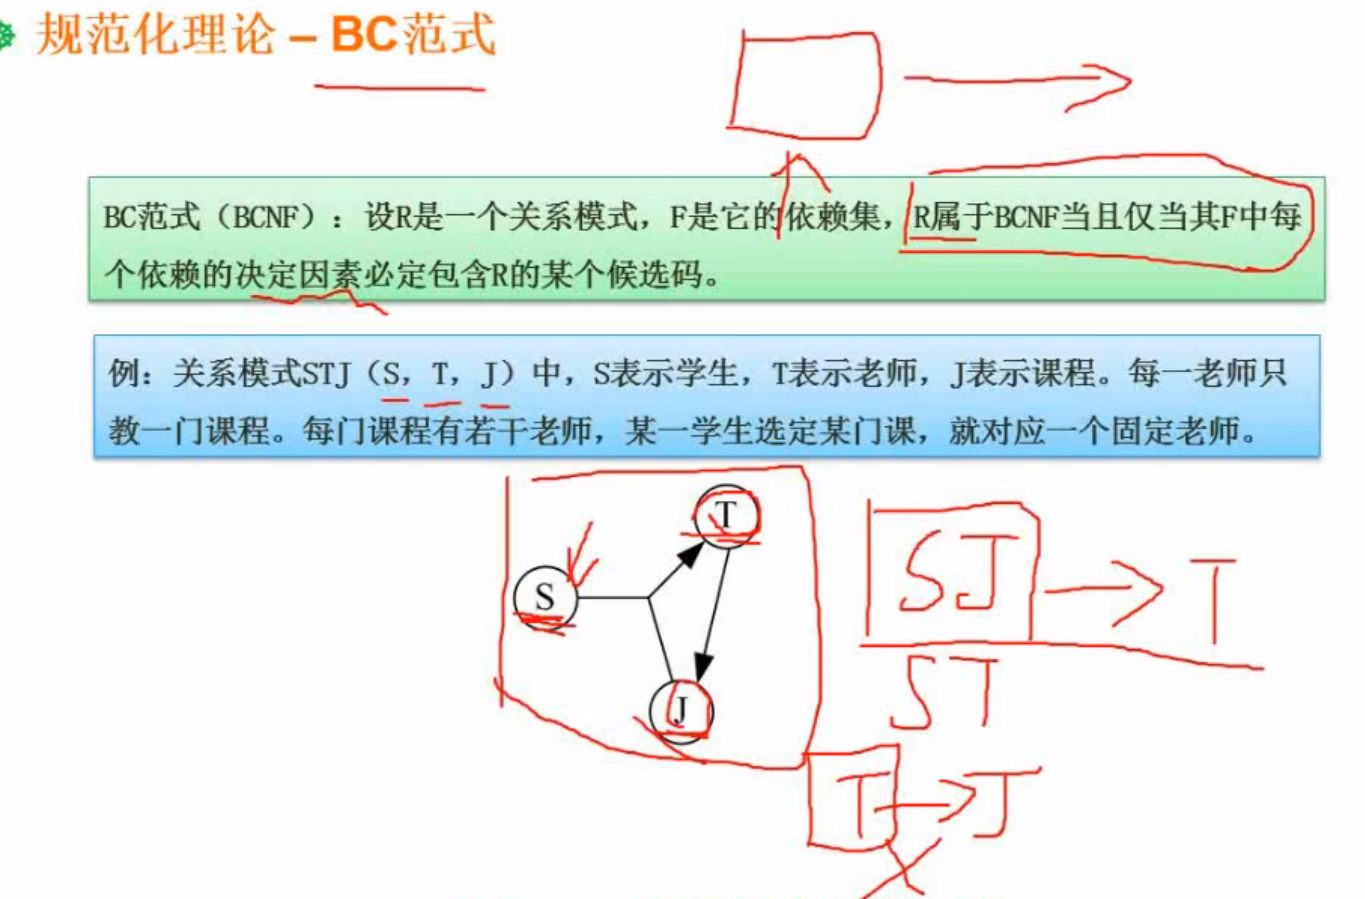 规范化理论 – BC范式
BC范式（BCNF）：设R是一个关系模式，F是它的依赖集，R属于BCNF当且仅当其F中每
个依赖的决定因素必定包含R的某个候选码。
例：关系模式STJ（S，T，J）中，S表示学生，T表示老师，J表示课程。每一老师只
教一门课程。每门课程有若干老师，某一学生选定某门课，就对应一个固定老师。
T
S
J
SJ → T
ST
T → J